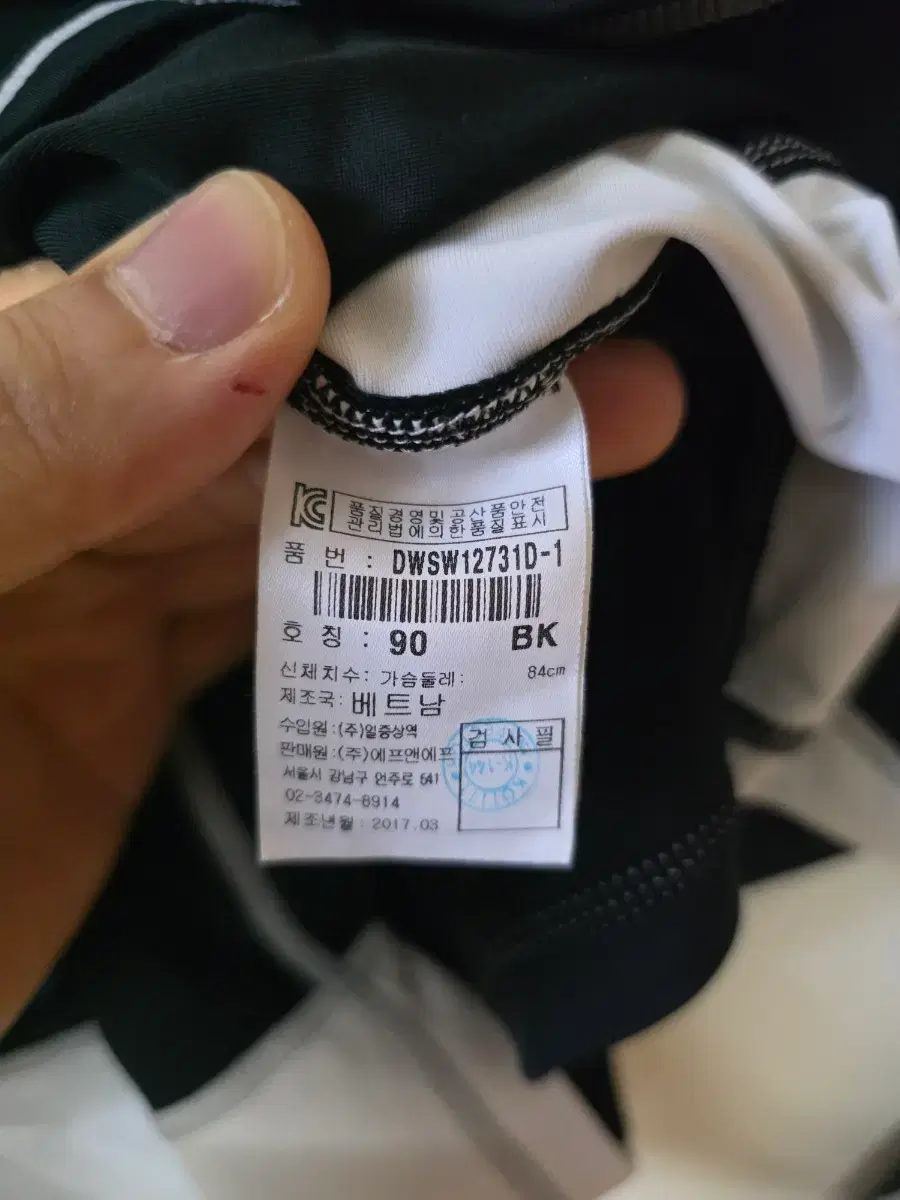 KC 품질경영및공산품안전
관리법에의한품질표시
품 번 : DWSW12731D-1
호 칭 : 90 BK
신체치수: 가슴둘레: 84cm
제조국: 베트남
수입원 :(주)일중상역
판매원 :(주)에프앤에프
서울시 강남구 언주로 541
02-3474-6914
제조년월 : 2017.03
검 사 필